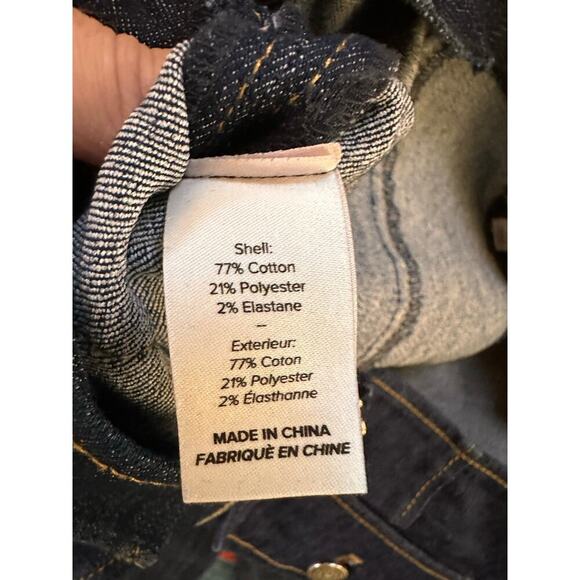 Shell:
77% Cotton
21% Polyester
2% Elastane
–
Exterieur:
77% Coton
21% Polyester
2% Élasthanne
MADE IN CHINA
FABRIQUÈ EN CHINE